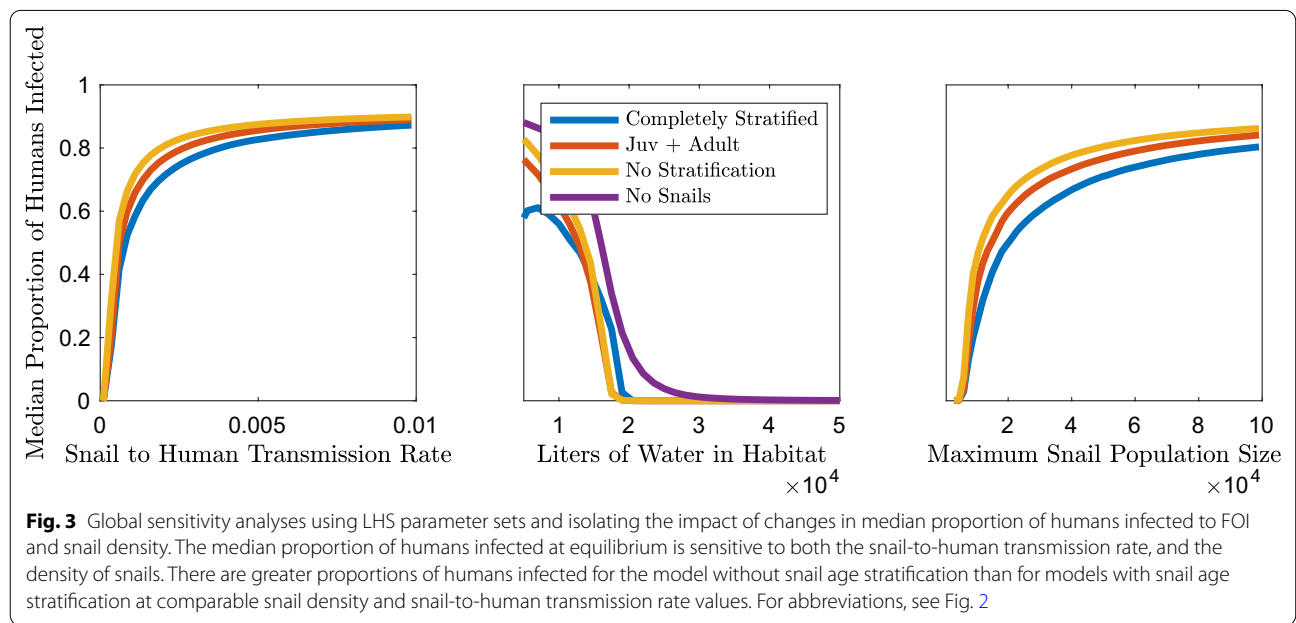 Median Proportion of Humans Infected
1
0.8
0.6
0.4
0.2
0
0 0.005 0.01
Snail to Human Transmission Rate
Completely Stratified
Juv + Adult
No Stratification
No Snails
1 2 3 4 5
Liters of Water in Habitat
×10^4
2 4 6 8 10
Maximum Snail Population Size
×10^4
Fig. 3 Global sensitivity analyses using LHS parameter sets and isolating the impact of changes in median proportion of humans infected to FOI
and snail density. The median proportion of humans infected at equilibrium is sensitive to both the snail-to-human transmission rate, and the
density of snails. There are greater proportions of humans infected for the model without snail age stratification than for models with snail age
stratification at comparable snail density and snail-to-human transmission rate values. For abbreviations, see Fig. 2